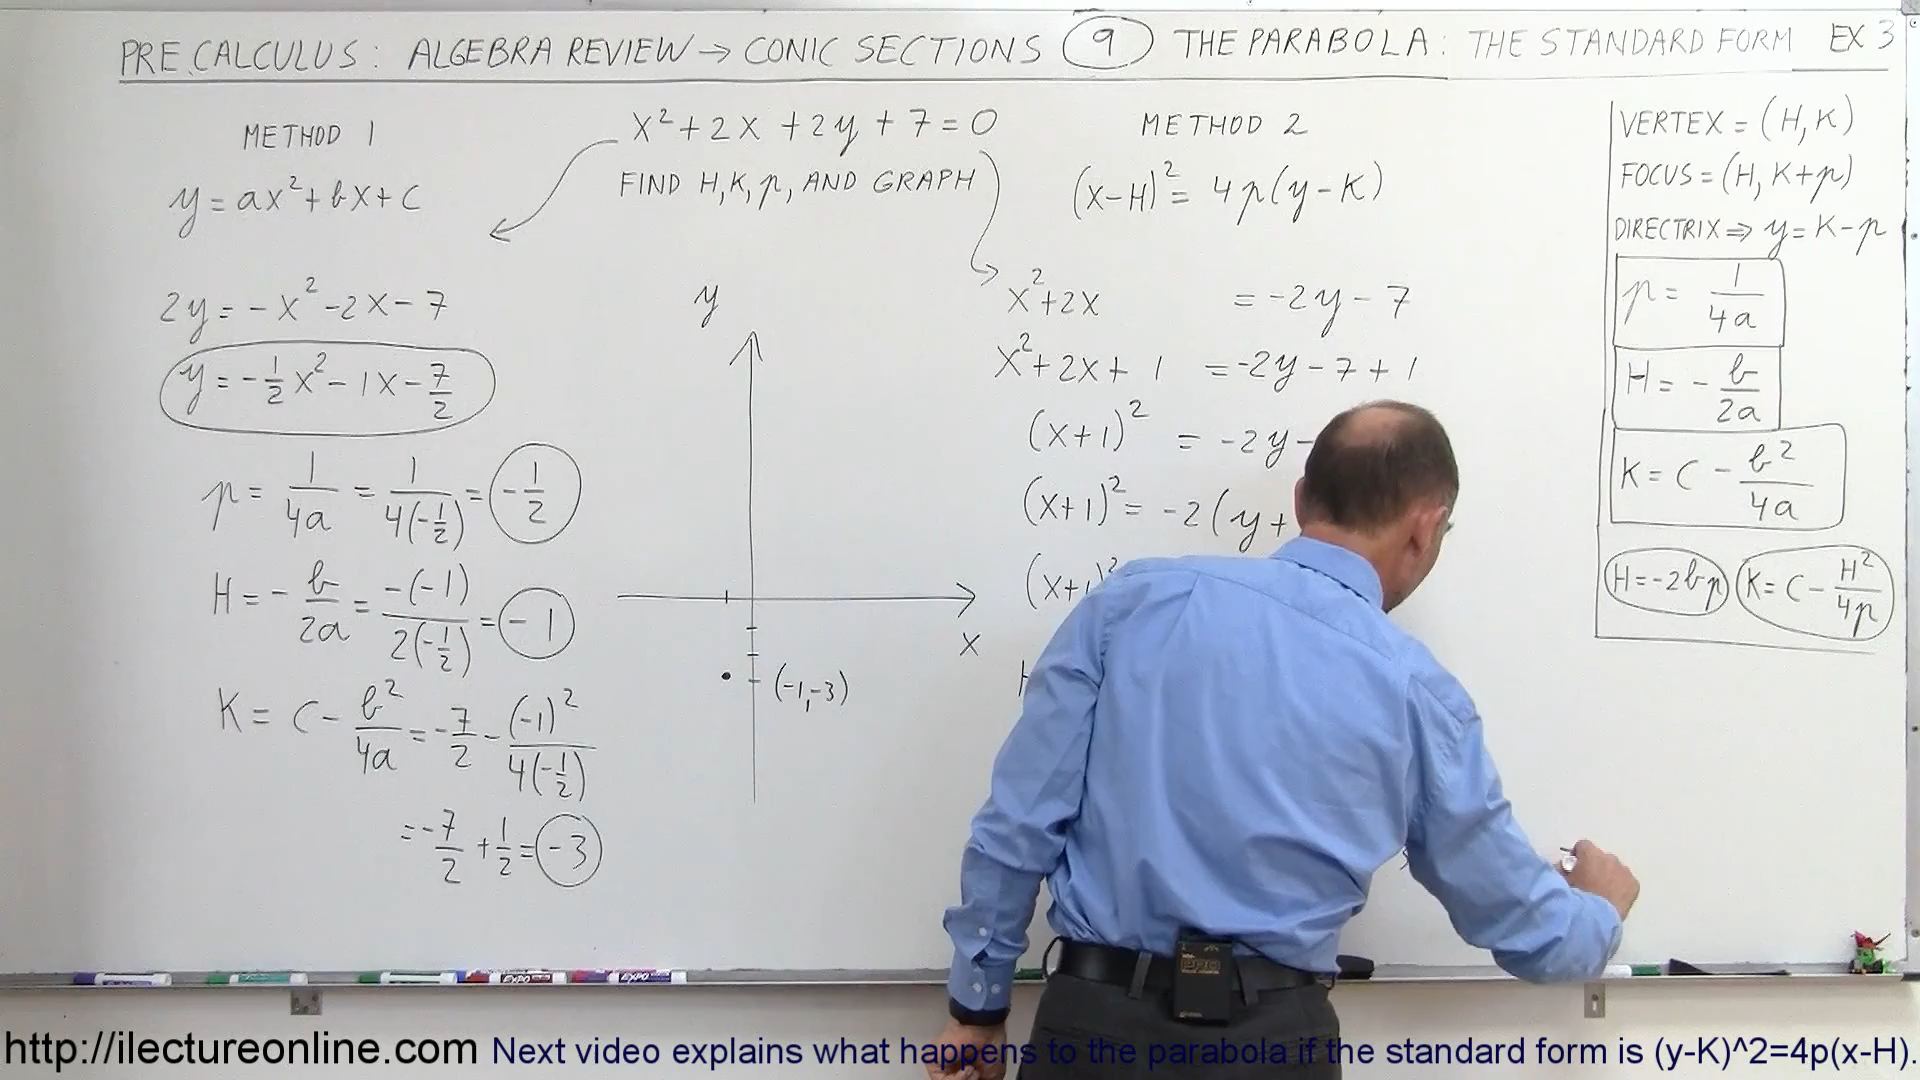 PRE CALCULUS: ALGEBRA REVIEW → CONIC SECTIONS (9) THE PARABOLA: THE STANDARD FORM EX 3
METHOD 1
y = ax² + bx + c
2y = -x² - 2x - 7
y = -1/2 x² - 1x - 7/2
p = 1/4a = 1/4(-1/2) = -1/2
H = - b/2a = -(-1)/2(-1/2) = -1
K = C - b²/4a = -7/2 - (-1)²/4(-1/2)
= -7/2 + 1/2 = -3
x² + 2x + 2y + 7 = 0
FIND H, K, p, AND GRAPH
y
x
(-1,-3)
METHOD 2
(x-H)² = 4p(y-K)
x² + 2x = -2y - 7
x² + 2x + 1 = -2y - 7 + 1
(x+1)² = -2y -
(x+1)² = -2(y+
(x+1)²
VERTEX = (H, K)
FOCUS = (H, K+p)
DIRECTRIX ⇒ y = K - p
p = 1/4a
H = - b/2a
K = C - b²/4a
H = -2bp
K = C - H²/4p
EXPO
EXPO
PRO
http://ilectureonline.com Next video explains what happens to the parabola if the standard form is (y-K)^2=4p(x-H).